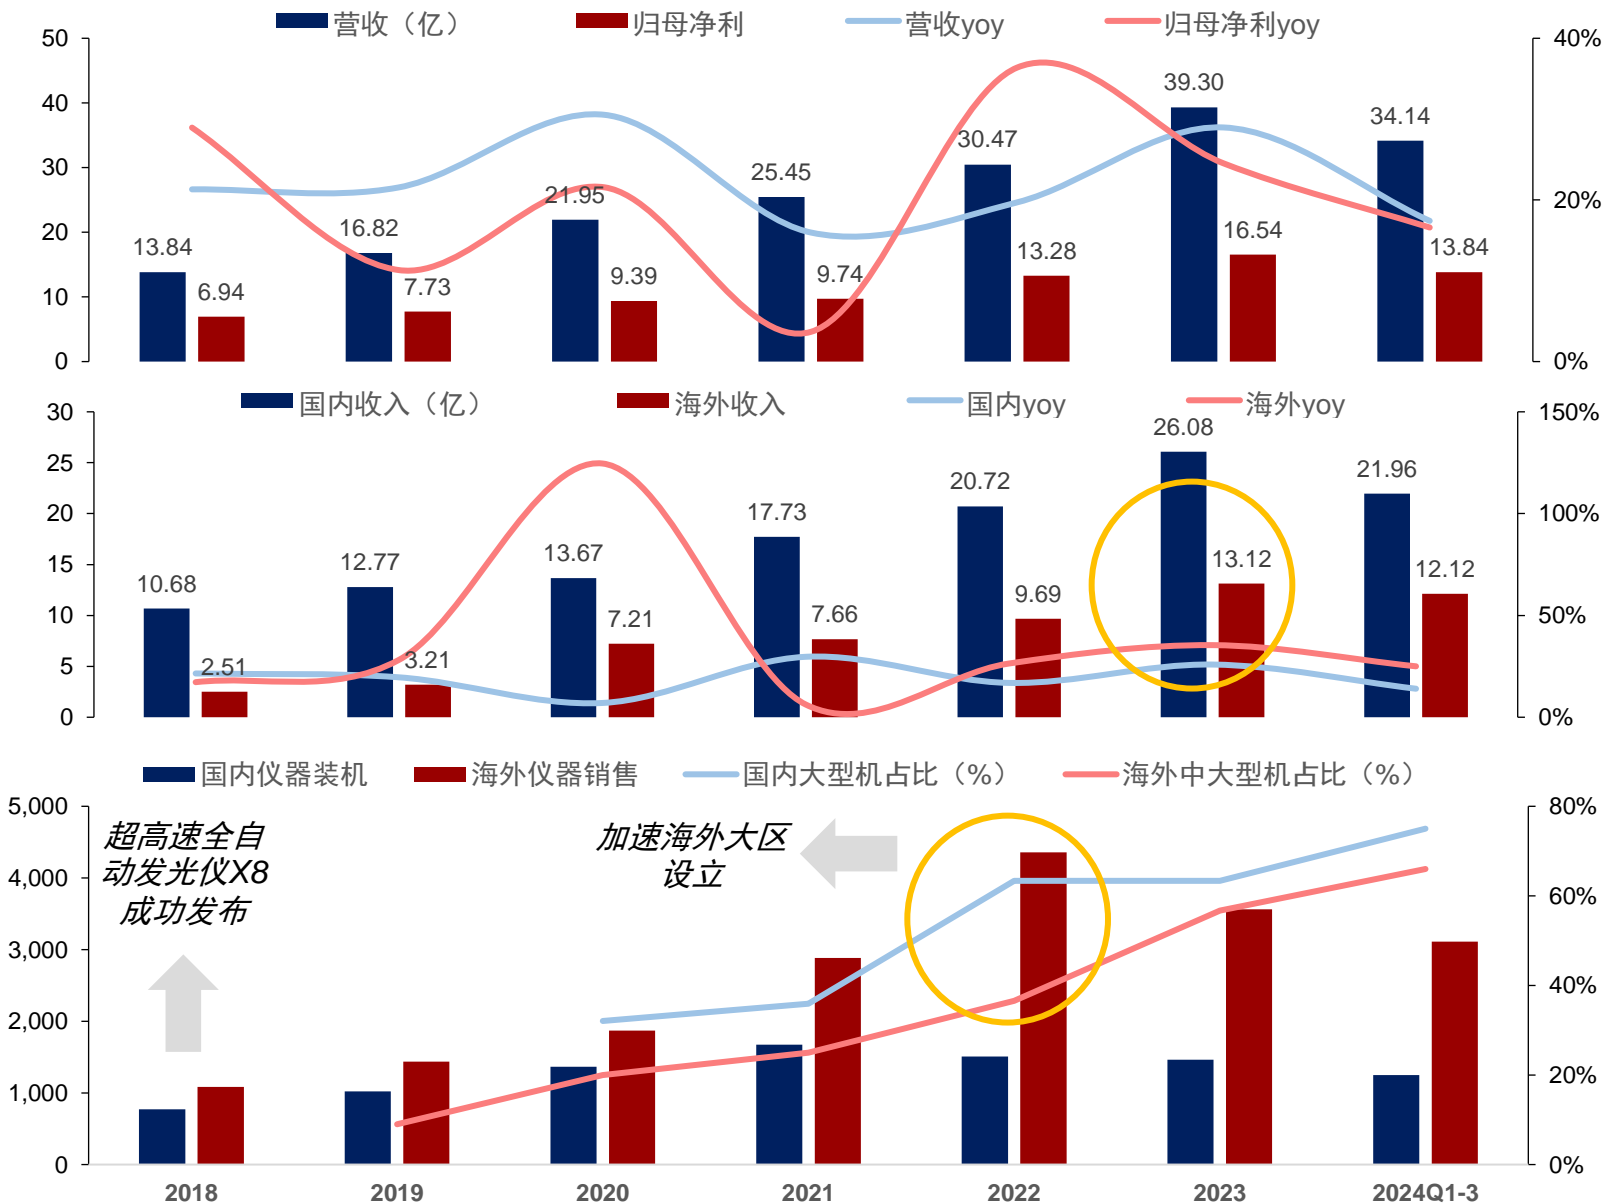 营收（亿） 归母净利 营收yoy 归母净利yoy
50 40%
39.30
40 34.14
30.47
30 25.45
21.95 20%
20 16.82 16.54
13.84 13.28 13.84
9.39 9.74
10 6.94 7.73
0 0%
国内收入（亿） 海外收入 国内yoy 海外yoy
30 150%
26.08
25 21.96
20.72
20 17.73 100%
15 12.77 13.67 13.12
10.68 12.12
10 9.69 50%
7.21 7.66
5 2.51 3.21
0 0%
国内仪器装机 海外仪器销售 国内大型机占比（%） 海外中大型机占比（%）
5,000 80%
超高速全自
动发光仪X8
成功发布
加速海外大区
设立
4,000 60%
3,000
40%
2,000
20%
1,000
0 0%
2018 2019 2020 2021 2022 2023 2024Q1-3